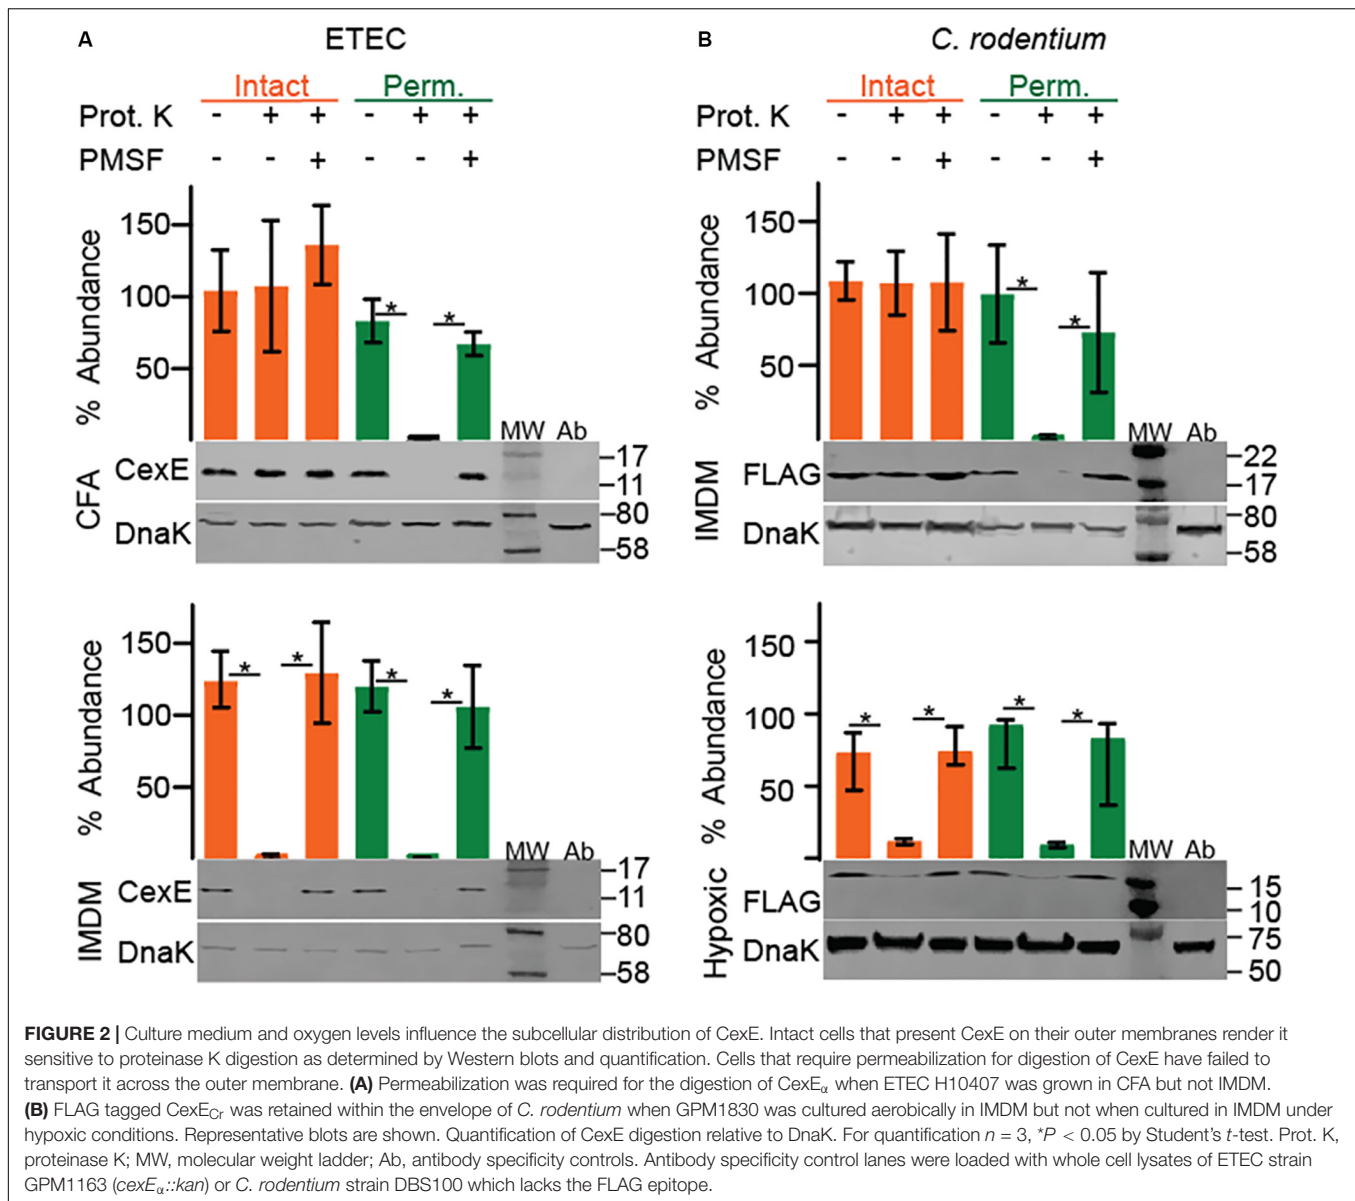 A ETEC
Intact Perm.
Prot. K - + + - + +
PMSF - - + - - +
% Abundance
150
100
50
* *
MW Ab
CFA
CexE
17
11
DnaK
80
58
% Abundance
150
100
50
* * * *
MW Ab
IMDM
CexE
17
11
DnaK
80
58
B C. rodentium
Intact Perm.
Prot. K - + + - + +
PMSF - - + - - +
% Abundance
150
100
50
* *
MW Ab
IMDM
FLAG
22
17
DnaK
80
58
% Abundance
150
100
50
* * * *
MW Ab
Hypoxic
FLAG
15
10
DnaK
75
50
FIGURE 2 | Culture medium and oxygen levels influence the subcellular distribution of CexE. Intact cells that present CexE on their outer membranes render it
sensitive to proteinase K digestion as determined by Western blots and quantification. Cells that require permeabilization for digestion of CexE have failed to
transport it across the outer membrane. (A) Permeabilization was required for the digestion of CexEα when ETEC H10407 was grown in CFA but not IMDM.
(B) FLAG tagged CexECr was retained within the envelope of C. rodentium when GPM1830 was cultured aerobically in IMDM but not when cultured in IMDM under
hypoxic conditions. Representative blots are shown. Quantification of CexE digestion relative to DnaK. For quantification n = 3, *P < 0.05 by Student's t-test. Prot. K,
proteinase K; MW, molecular weight ladder; Ab, antibody specificity controls. Antibody specificity control lanes were loaded with whole cell lysates of ETEC strain
GPM1163 (cexEα::kan) or C. rodentium strain DBS100 which lacks the FLAG epitope.